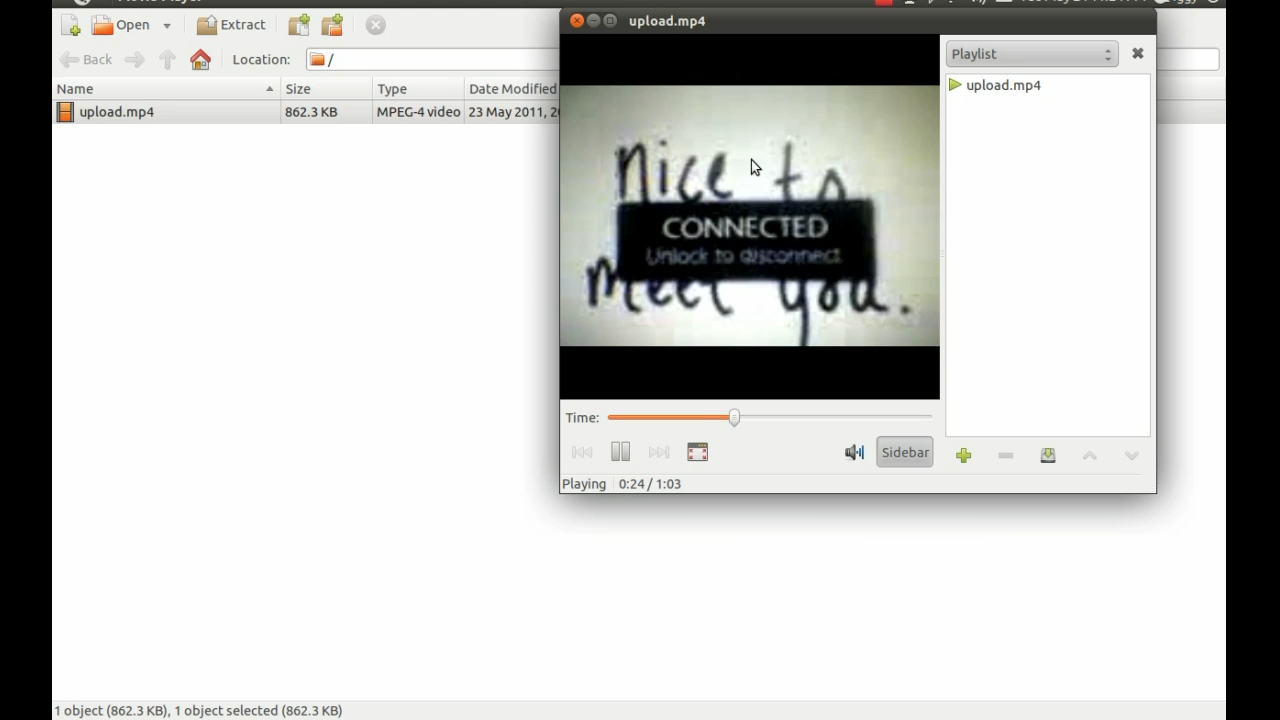 upload.mp4
Open
Extract
Back
Location: /
Name Size Type Date Modified
upload.mp4 862.3 KB MPEG-4 video 23 May 2011,
Playlist
upload.mp4
nice to
CONNECTED
Unlock to disconnect
meet you.
Time:
Sidebar
Playing 0:24 / 1:03
1 object (862.3 KB), 1 object selected (862.3 KB)